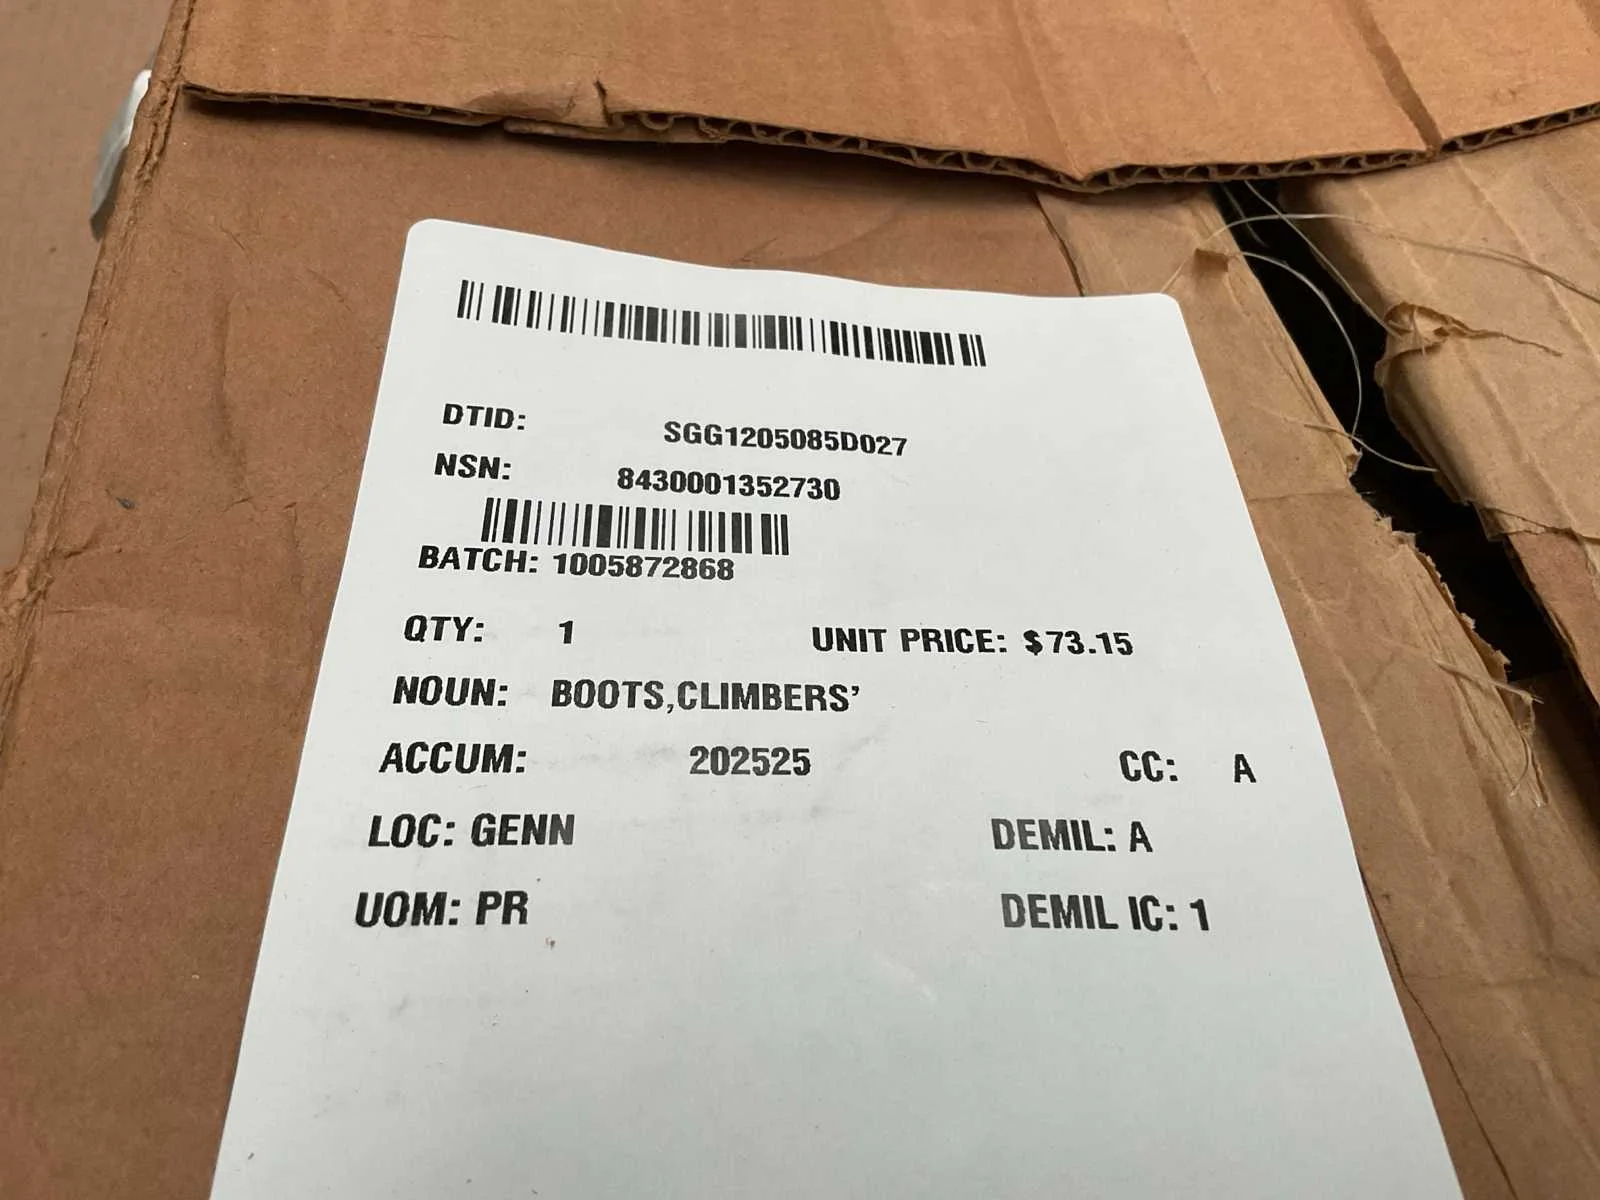 DTID: SGG1205085D027
NSN: 8430001352730
BATCH: 1005872868
QTY: 1 UNIT PRICE: $73.15
NOUN: BOOTS,CLIMBERS'
ACCUM: 202525 CC: A
LOC: GENN DEMIL: A
UOM: PR DEMIL IC: 1